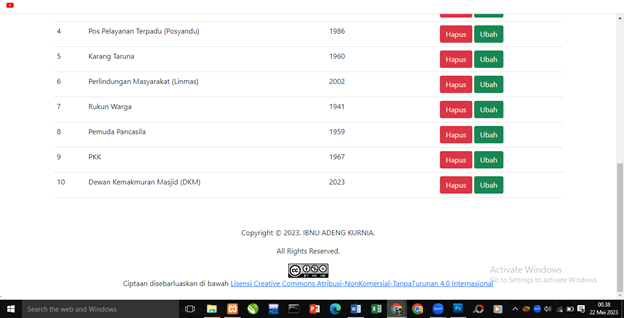 4 Pos Pelayanan Terpadu (Posyandu) 1986 Hapus Ubah
5 Karang Taruna 1960 Hapus Ubah
6 Perlindungan Masyarakat (Linmas) 2002 Hapus Ubah
7 Rukun Warga 1941 Hapus Ubah
8 Pemuda Pancasila 1959 Hapus Ubah
9 PKK 1967 Hapus Ubah
10 Dewan Kemakmuran Masjid (DKM) 2023 Hapus Ubah
Copyright © 2023. IBNU ADENG KURNIA.
All Rights Reserved.
BY NC ND
Ciptaan disebarluaskan di bawah Lisensi Creative Commons Atribusi-NonKomersial-TanpaTurunan 4.0 Internasional
Activate Windows
Go to Settings to activate Windows.
Search the web and Windows
00.38
22 Mei 2023